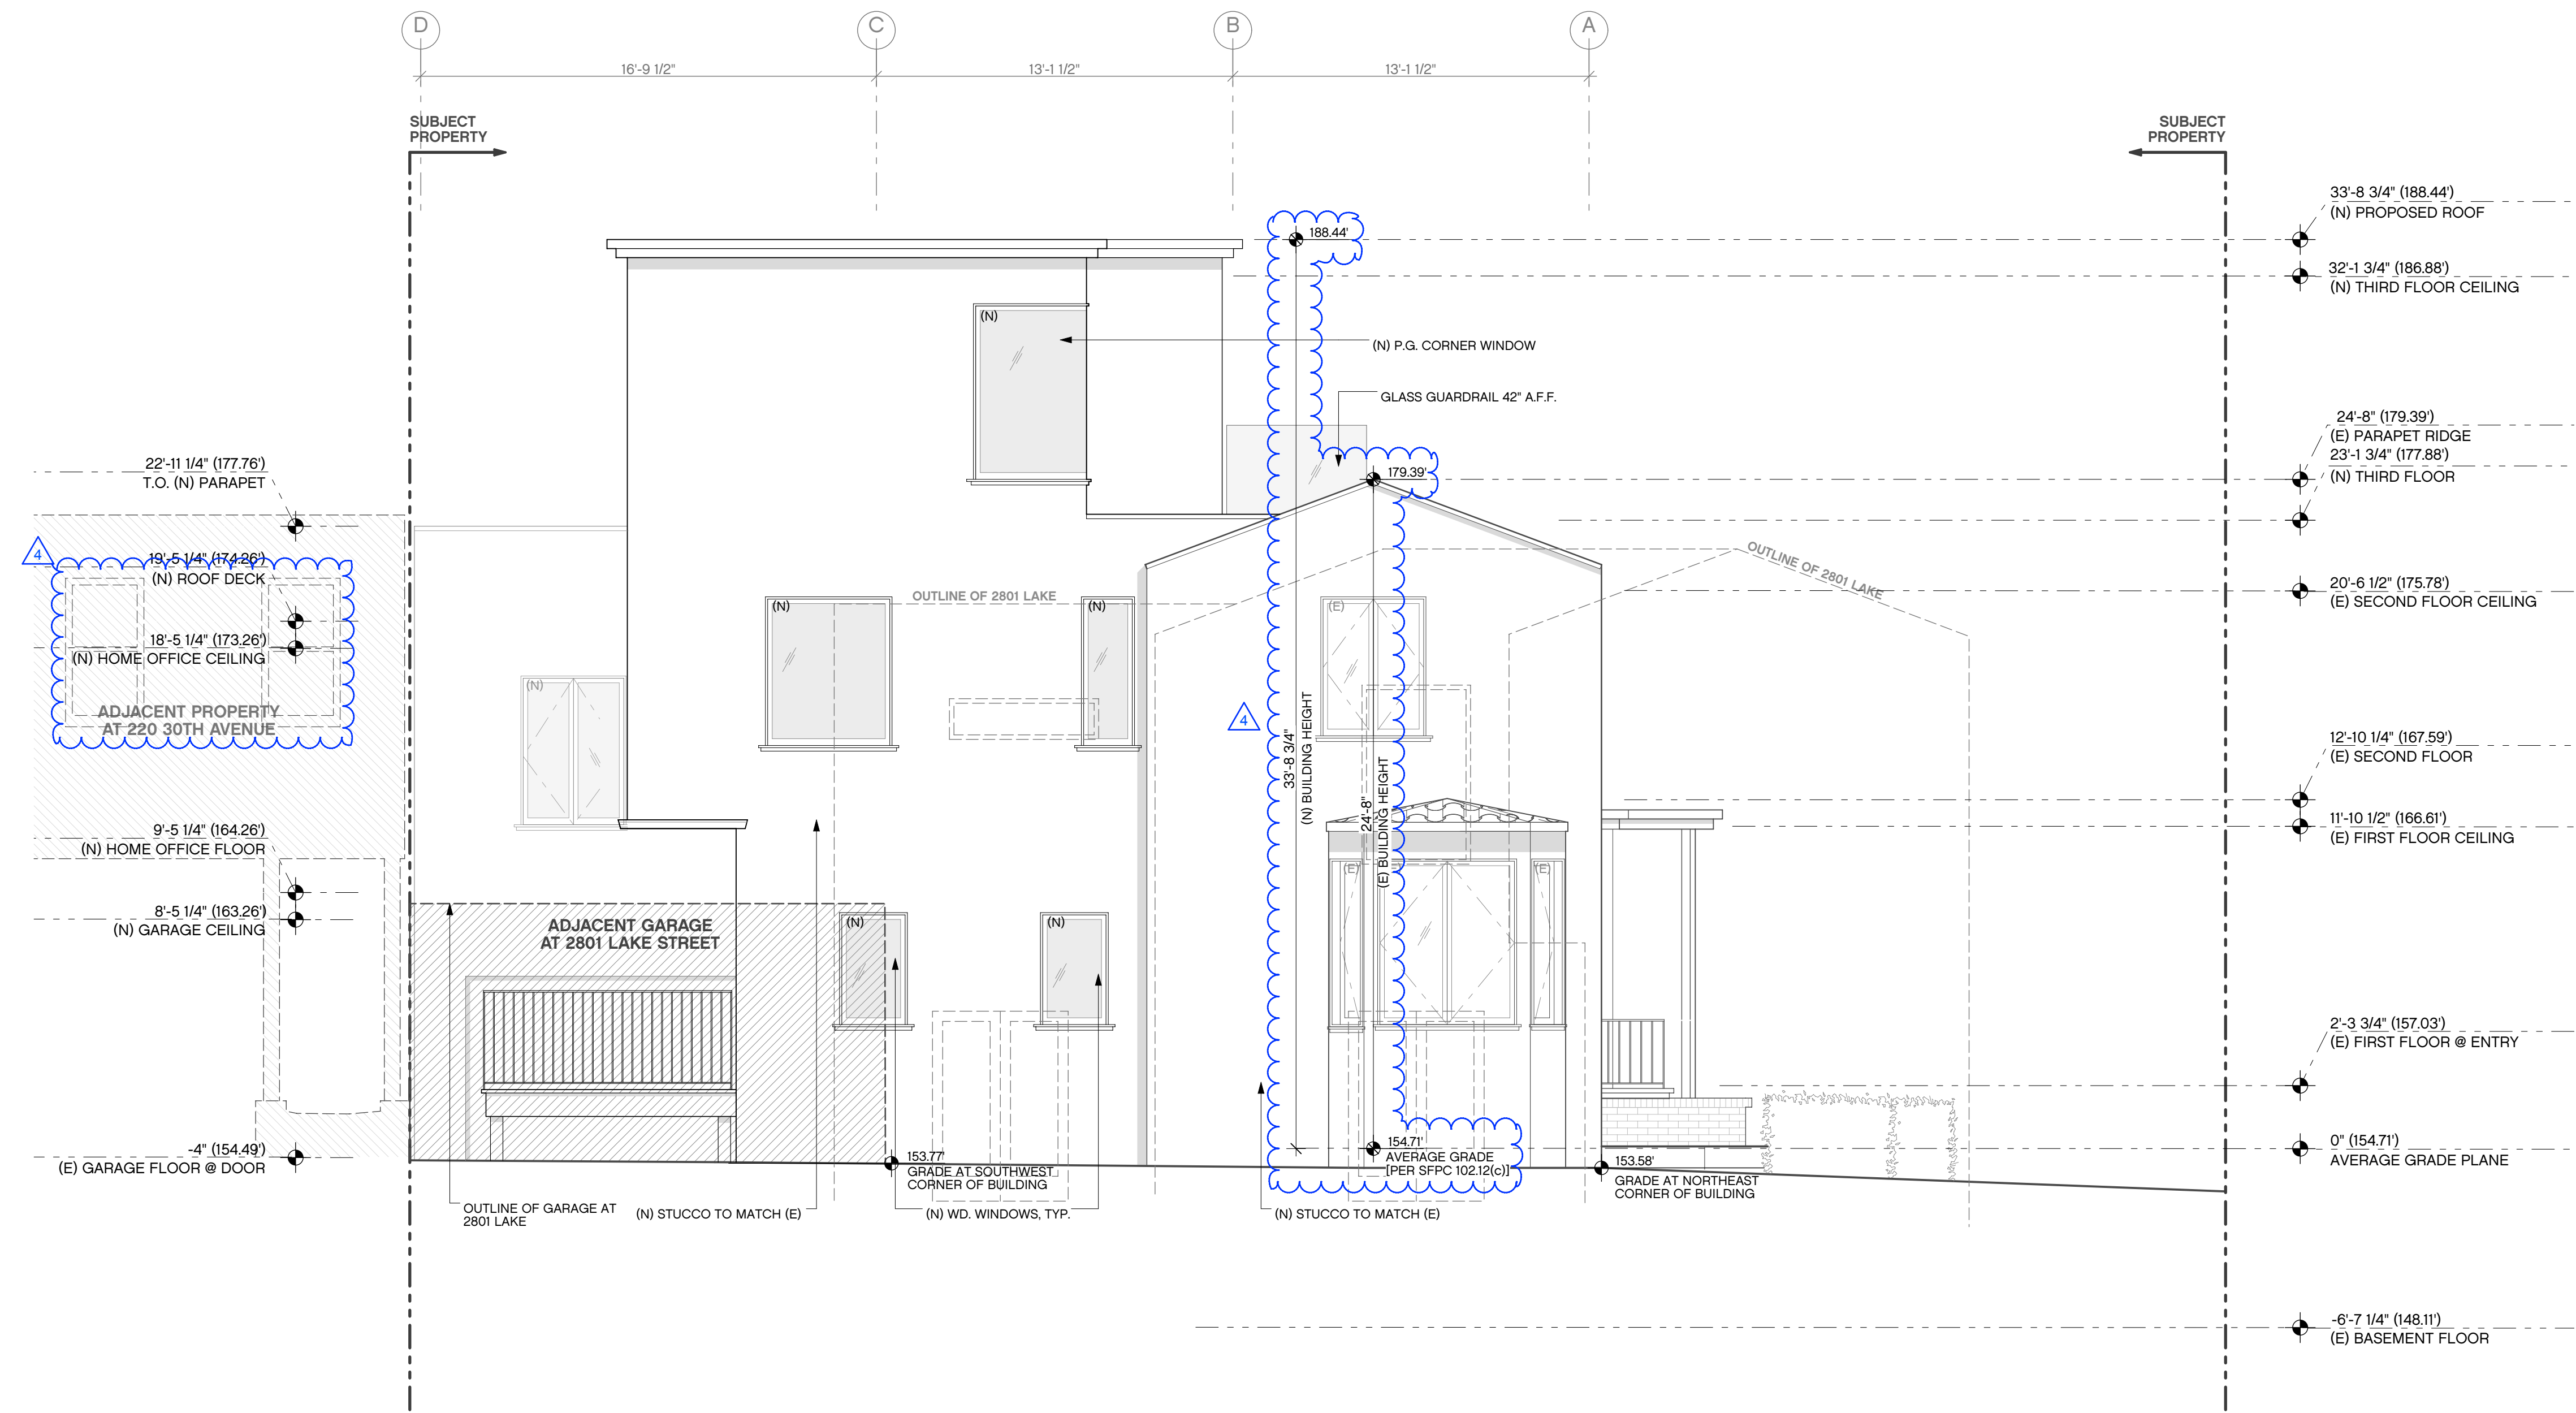 D
C
B
A
16'-9 1/2"
13'-1 1/2"
13'-1 1/2"
SUBJECT
PROPERTY
SUBJECT
PROPERTY
33'-8 3/4" (188.44')
(N) PROPOSED ROOF
188.44'
32'-1 3/4" (186.88')
(N) THIRD FLOOR CEILING
(N)
(N) P.G. CORNER WINDOW
GLASS GUARDRAIL 42" A.F.F.
24'-8" (179.39')
(E) PARAPET RIDGE
23'-1 3/4" (177.88')
(N) THIRD FLOOR
179.39'
22'-11 1/4" (177.76')
T.O. (N) PARAPET
4
19'-5 1/4" (174.26')
(N) ROOF DECK
18'-5 1/4" (173.26')
(N) HOME OFFICE CEILING
ADJACENT PROPERTY
AT 220 30TH AVENUE
OUTLINE OF 2801 LAKE
OUTLINE OF 2801 LAKE
(N)
(N)
(E)
(N)
20'-6 1/2" (175.78')
(E) SECOND FLOOR CEILING
4
33'-8 3/4"
(N) BUILDING HEIGHT
24'-8"
(E) BUILDING HEIGHT
12'-10 1/4" (167.59')
(E) SECOND FLOOR
11'-10 1/2" (166.61')
(E) FIRST FLOOR CEILING
9'-5 1/4" (164.26')
(N) HOME OFFICE FLOOR
8'-5 1/4" (163.26')
(N) GARAGE CEILING
ADJACENT GARAGE
AT 2801 LAKE STREET
(N)
(N)
(E)
(E)
2'-3 3/4" (157.03')
(E) FIRST FLOOR @ ENTRY
-4" (154.49')
(E) GARAGE FLOOR @ DOOR
153.77'
GRADE AT SOUTHWEST
CORNER OF BUILDING
154.71'
AVERAGE GRADE
[PER SFPC 102.12(c)]
153.58'
GRADE AT NORTHEAST
CORNER OF BUILDING
0" (154.71')
AVERAGE GRADE PLANE
OUTLINE OF GARAGE AT
2801 LAKE
(N) STUCCO TO MATCH (E)
(N) WD. WINDOWS, TYP.
(N) STUCCO TO MATCH (E)
-6'-7 1/4" (148.11')
(E) BASEMENT FLOOR